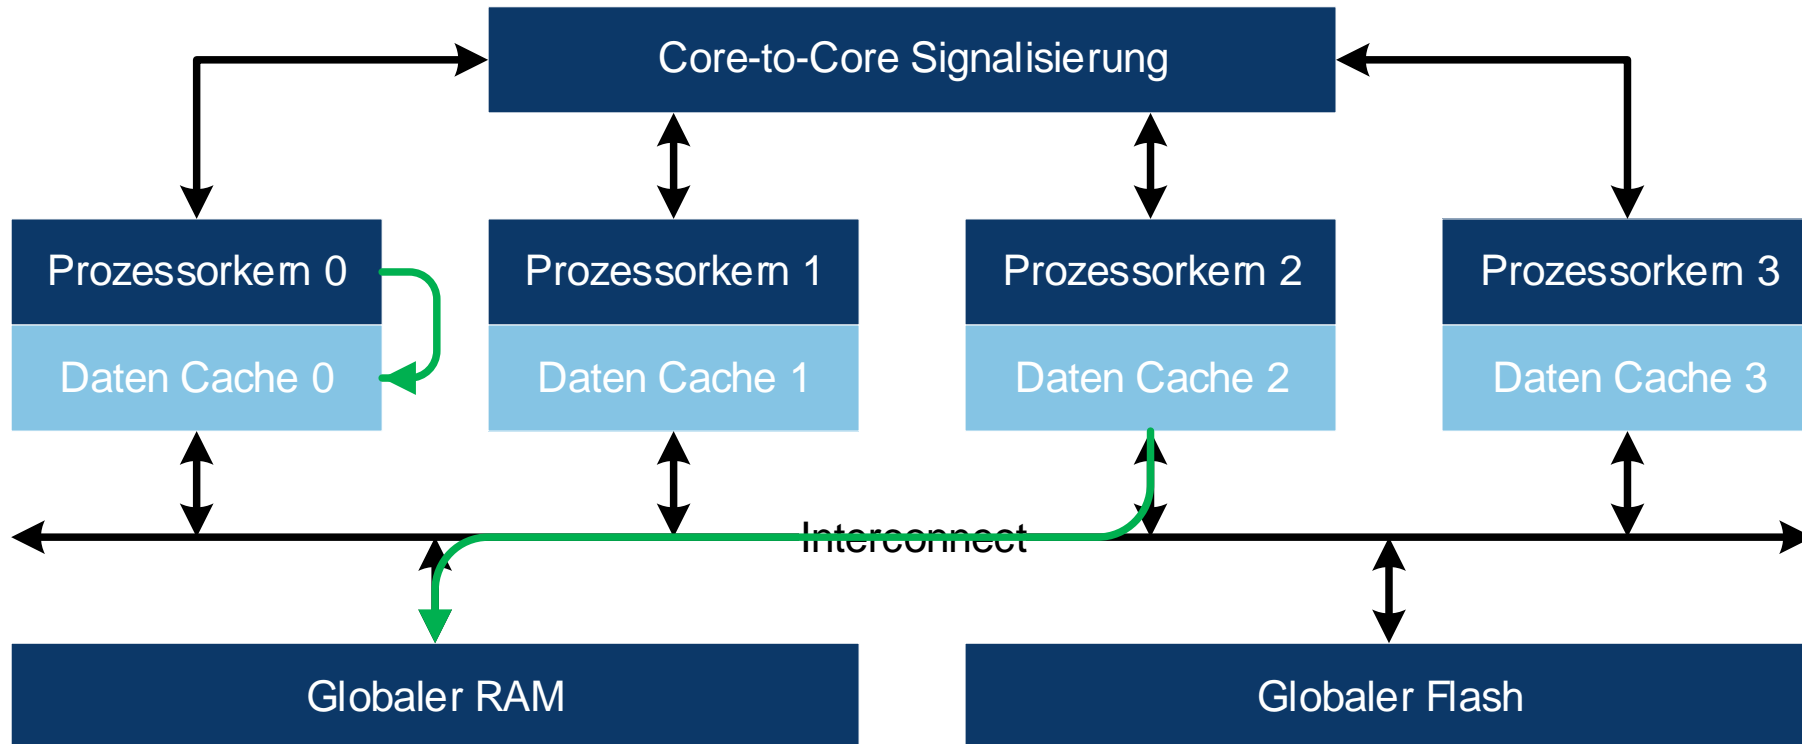 Core-to-Core Signalisierung
Prozessorkern 0
Prozessorkern 1
Prozessorkern 2
Prozessorkern 3
Daten Cache 0
Daten Cache 1
Daten Cache 2
Daten Cache 3
Interconnect
Globaler RAM
Globaler Flash